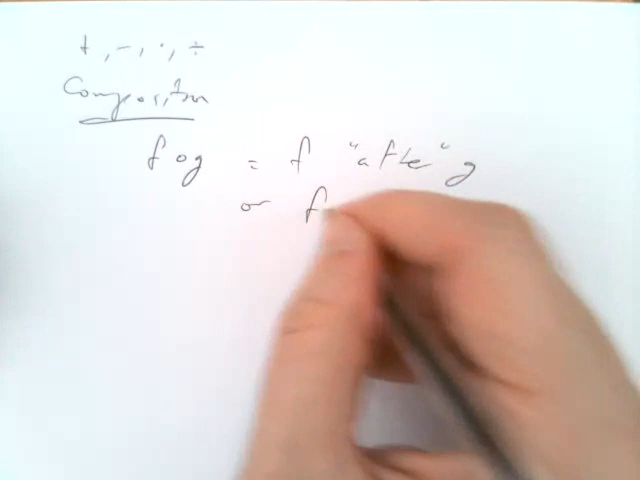 +, -, ·, ÷
Composition
f o g = f "after" g
or f